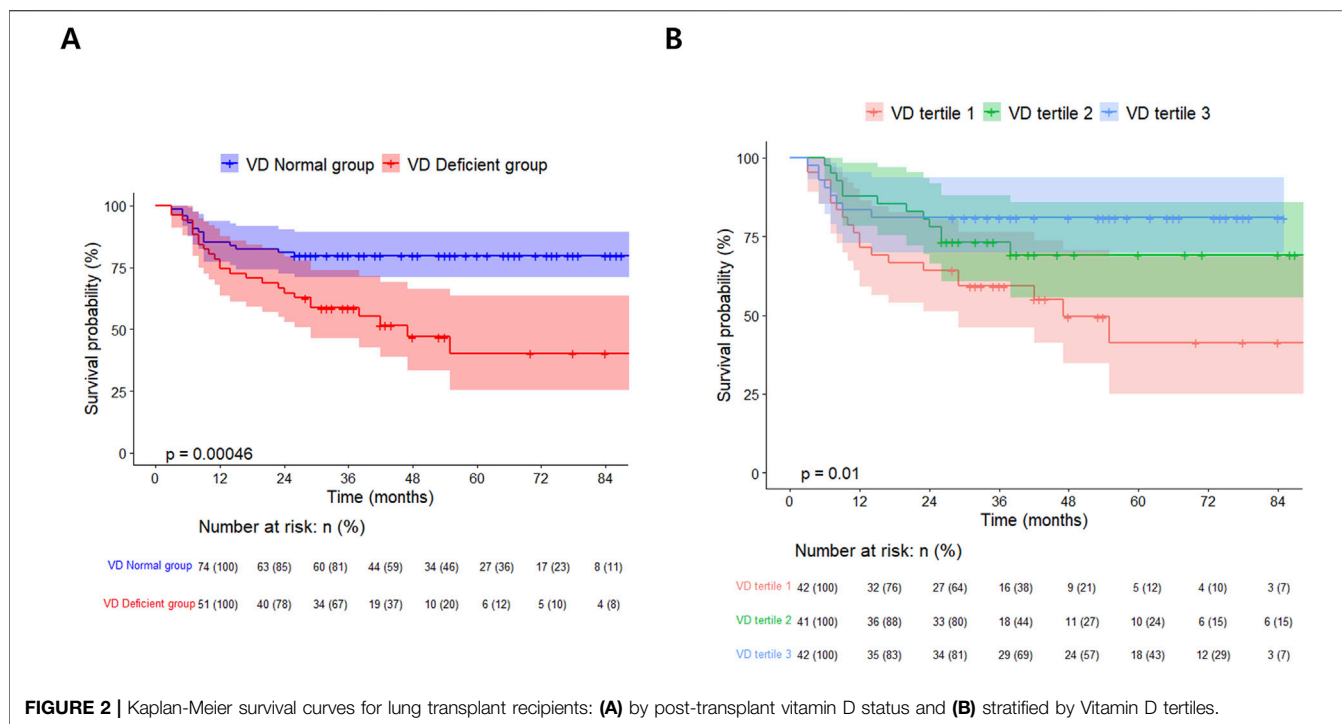 A
VD Normal group VD Deficient group
Survival probability (%)
100
75
50
25
0
p = 0.00046
0 12 24 36 48 60 72 84
Time (months)
Number at risk: n (%)
VD Normal group 74 (100) 63 (85) 60 (81) 44 (59) 34 (46) 27 (36) 17 (23) 8 (11)
VD Deficient group 51 (100) 40 (78) 34 (67) 19 (37) 10 (20) 6 (12) 5 (10) 4 (8)
B
VD tertile 1 VD tertile 2 VD tertile 3
Survival probability (%)
100
75
50
25
0
p = 0.01
0 12 24 36 48 60 72 84
Time (months)
Number at risk: n (%)
VD tertile 1 42 (100) 32 (76) 27 (64) 16 (38) 9 (21) 5 (12) 4 (10) 3 (7)
VD tertile 2 41 (100) 36 (88) 33 (80) 18 (44) 11 (27) 10 (24) 6 (15) 6 (15)
VD tertile 3 42 (100) 35 (83) 34 (81) 29 (69) 24 (57) 18 (43) 12 (29) 3 (7)
FIGURE 2 | Kaplan-Meier survival curves for lung transplant recipients: (A) by post-transplant vitamin D status and (B) stratified by Vitamin D tertiles.